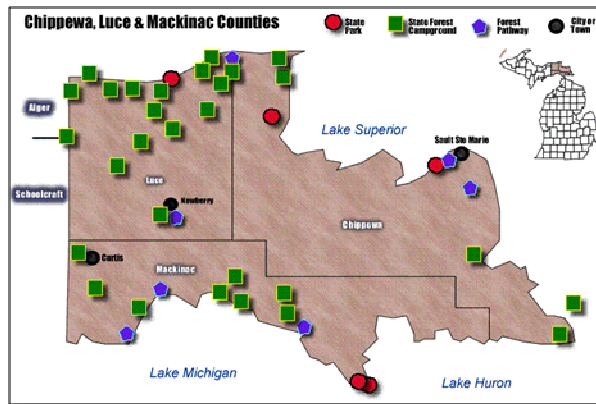 Chippewa, Luce & Mackinac Counties
State
Park
State Forest
Campground
Forest
Pathway
City or
Town
Alger
Lake Superior
Sault Ste Marie
Schoolcraft
Luce
Newberry
Chippewa
Curtis
Mackinac
Lake Michigan
Lake Huron